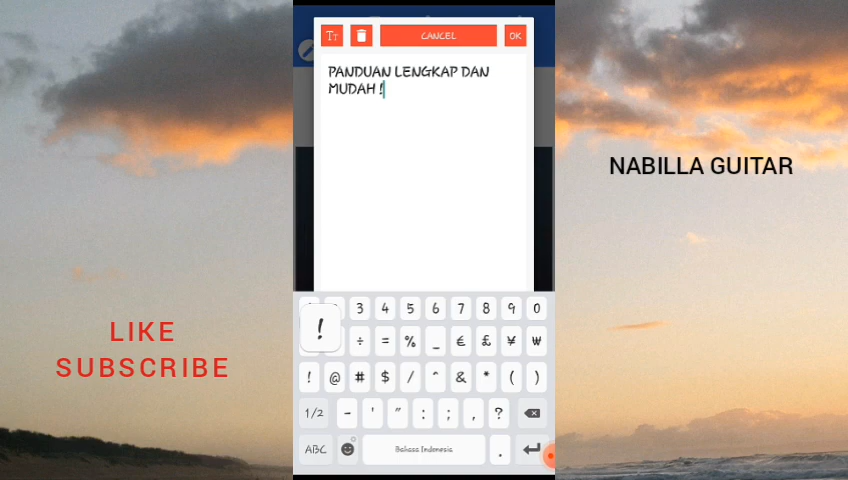 TT CANCEL OK
PANDUAN LENGKAP DAN
MUDAH !
NABILLA GUITAR
LIKE
SUBSCRIBE
3 4 5 6 7 8 9 0
! ÷ = % _ € £ ¥ ₩
! @ # $ / ^ & * ( )
1/2 - ' " : ; , ?
ABC Bahasa Indonesia .